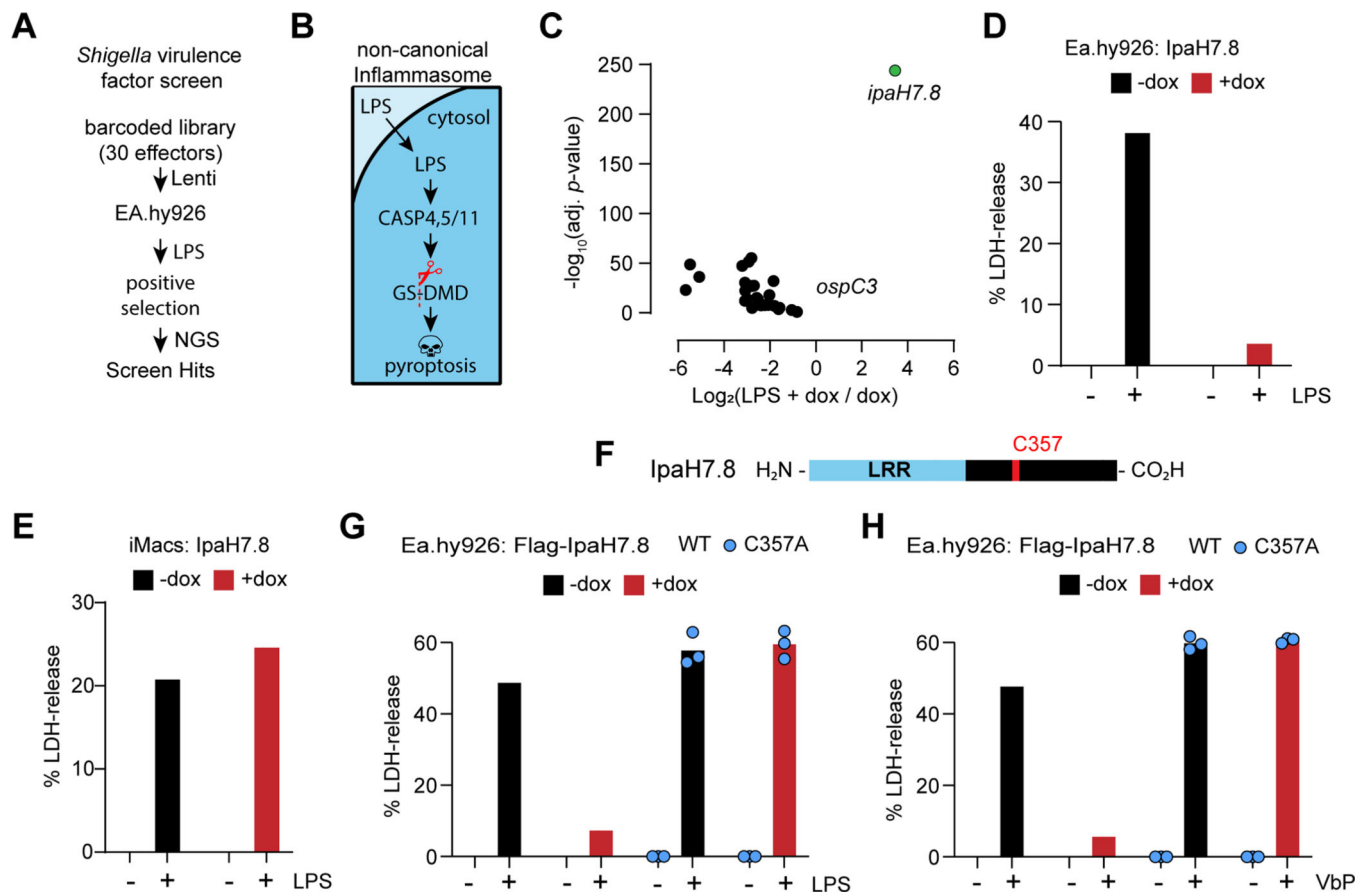 A
Shigella virulence
factor screen
barcoded library
(30 effectors)
Lenti
EA.hy926
LPS
positive
selection
NGS
Screen Hits
B
non-canonical
Inflammasome
LPS
cytosol
LPS
CASP4,5/11
GS-DMD
pyroptosis
C
-log₁₀(adj. p-value)
250
200
150
100
50
0
ipaH7.8
ospC3
-6 -4 -2 0 2 4 6
Log₂(LPS + dox / dox)
D
Ea.hy926: IpaH7.8
-dox +dox
% LDH-release
40
30
20
10
0
- + - + LPS
F
IpaH7.8 H₂N - LRR - CO₂H
C357
E
iMacs: IpaH7.8
-dox +dox
% LDH-release
30
20
10
0
- + - + LPS
G
Ea.hy926: Flag-IpaH7.8 WT C357A
-dox +dox
% LDH-release
60
40
20
0
- + - + - + - + LPS
H
Ea.hy926: Flag-IpaH7.8 WT C357A
-dox +dox
% LDH-release
60
40
20
0
- + - + - + - + VbP